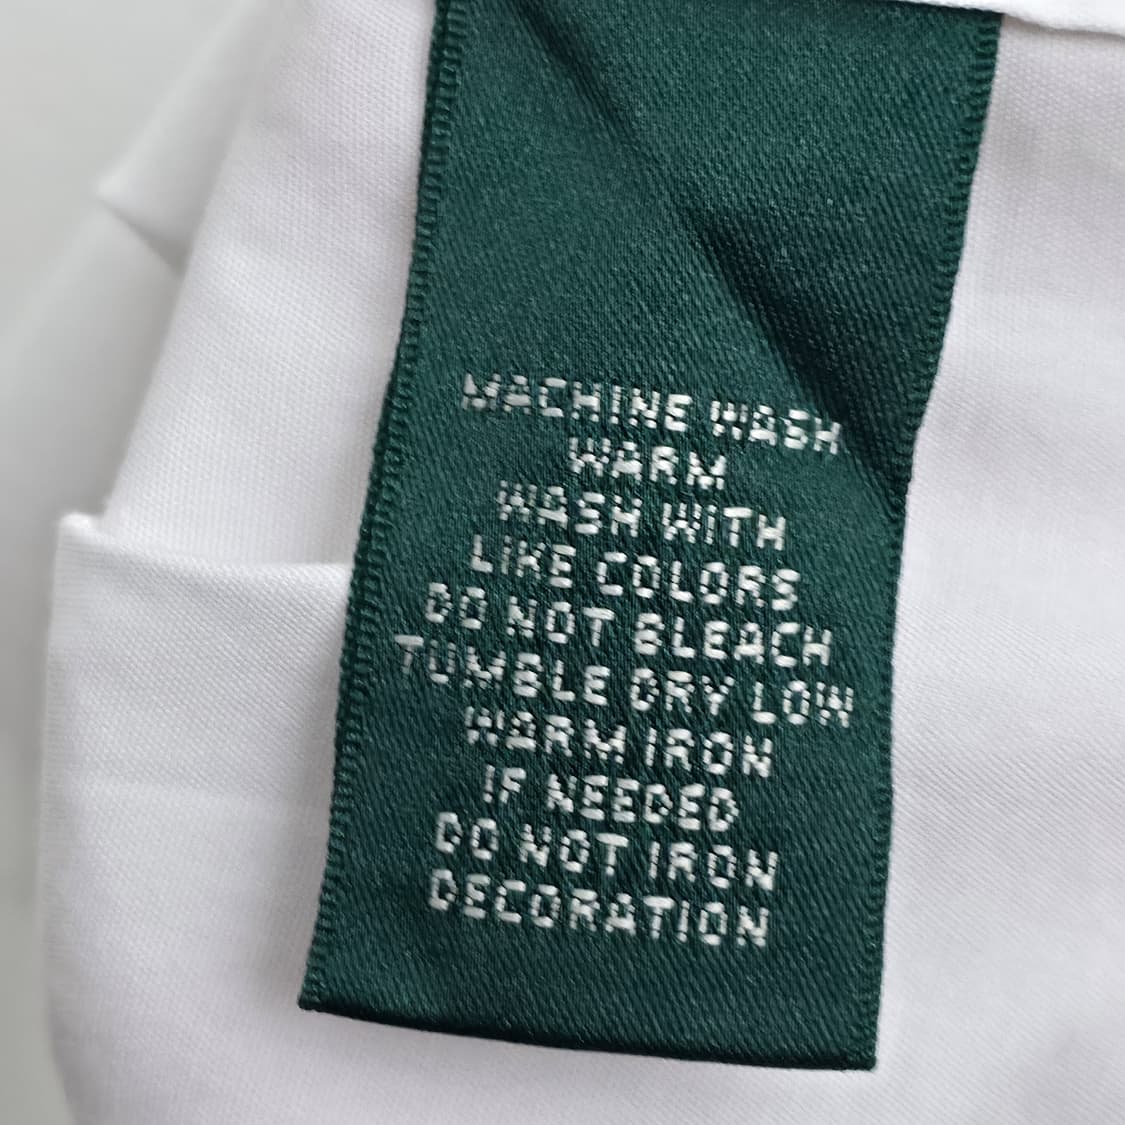 MACHINE WASH
WARM
WASH WITH
LIKE COLORS
DO NOT BLEACH
TUMBLE DRY LOW
WARM IRON
IF NEEDED
DO NOT IRON
DECORATION